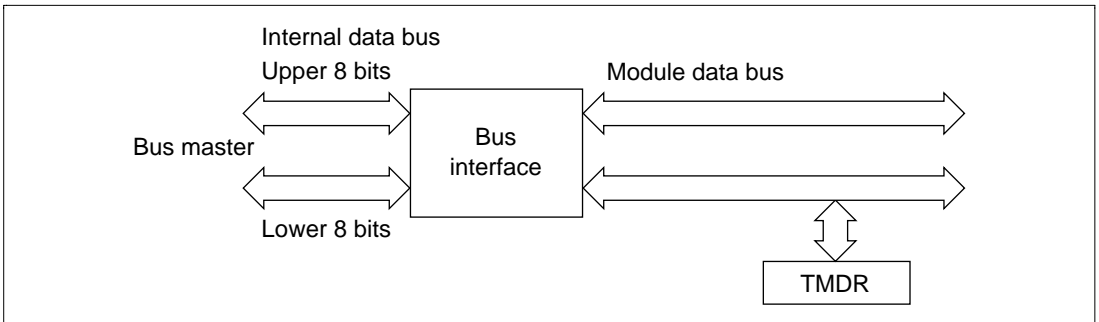 Internal data bus
Upper 8 bits
Module data bus
Bus master
Bus
interface
Lower 8 bits
TMDR